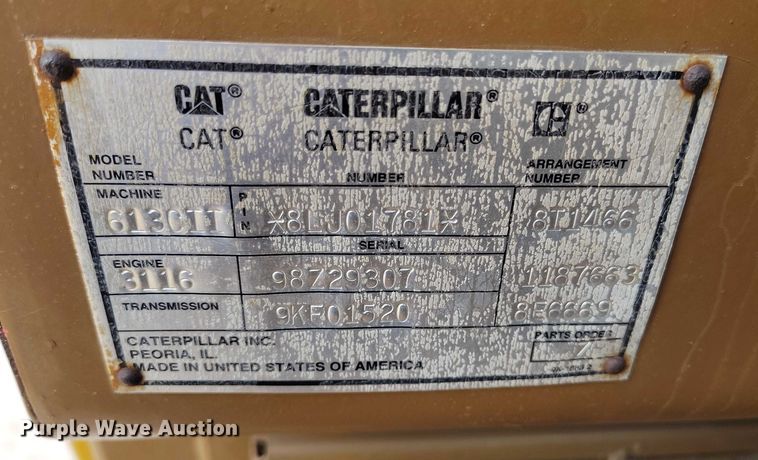 CAT® CATERPILLAR® ®
CAT® CATERPILLAR®
MODEL NUMBER NUMBER ARRANGEMENT NUMBER
MACHINE 613CII PIN *8LJ01781* 8T1466
SERIAL
ENGINE 3116 98Z29307 1187663
TRANSMISSION 9KF01520 8E6669
CATERPILLAR INC. PARTS ORDER
PEORIA, IL.
MADE IN UNITED STATES OF AMERICA
Purple Wave Auction